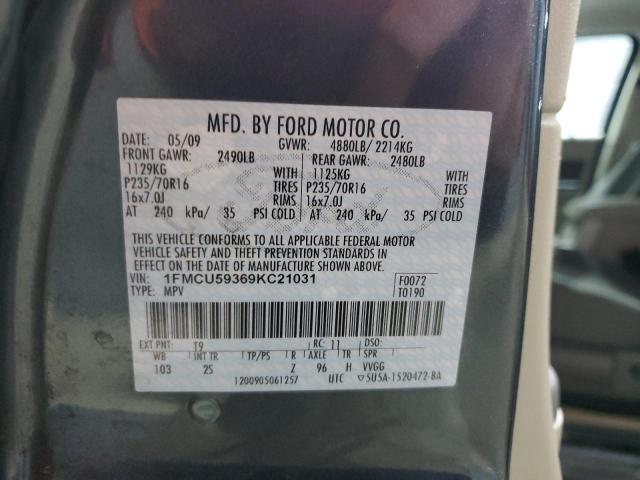 MFD. BY FORD MOTOR CO.
DATE: 05/09 GVWR: 4880LB/ 2214KG
FRONT GAWR: 2490LB REAR GAWR: 2480LB
1129KG WITH 1125KG WITH
P235/70R16 TIRES P235/70R16 TIRES
16x7.0J RIMS 16x7.0J RIMS
AT 240 kPa/ 35 PSI COLD AT 240 kPa/ 35 PSI COLD
THIS VEHICLE CONFORMS TO ALL APPLICABLE FEDERAL MOTOR
VEHICLE SAFETY AND THEFT PREVENTION STANDARDS IN
EFFECT ON THE DATE OF MANUFACTURE SHOWN ABOVE.
VIN: 1FMCU59369KC21031 F0072
TYPE: MPV T0190
EXT PNT: T9 RC: 11 DSO:
WB INT TR TP/PS R AXLE TR SPR
103 2S Z 96 H VVGG
1200905061257 UTC 5U5A-1520472-BA